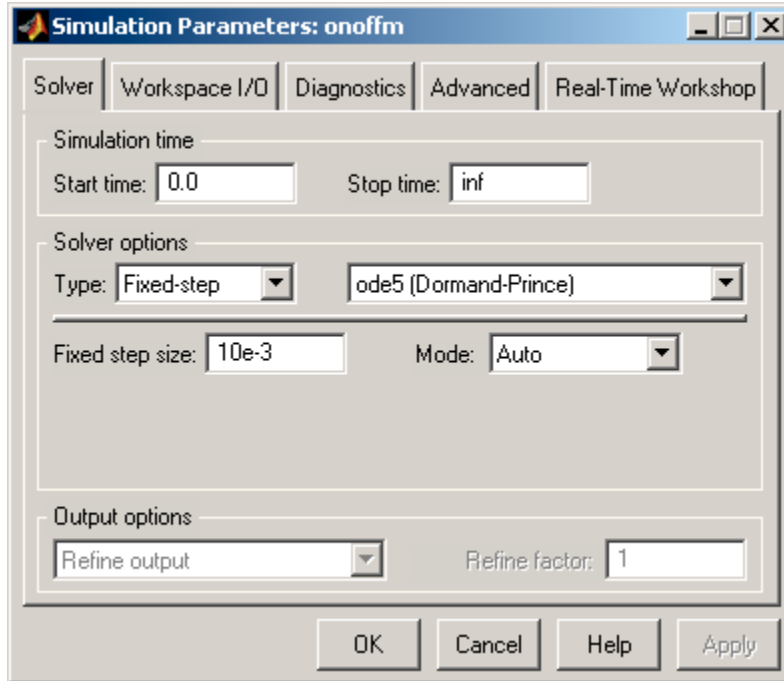 Simulation Parameters: onoffm
Solver Workspace I/O Diagnostics Advanced Real-Time Workshop
Simulation time
Start time: 0.0 Stop time: inf
Solver options
Type: Fixed-step ode5 (Dormand-Prince)
Fixed step size: 10e-3 Mode: Auto
Output options
Refine output Refine factor: 1
OK Cancel Help Apply